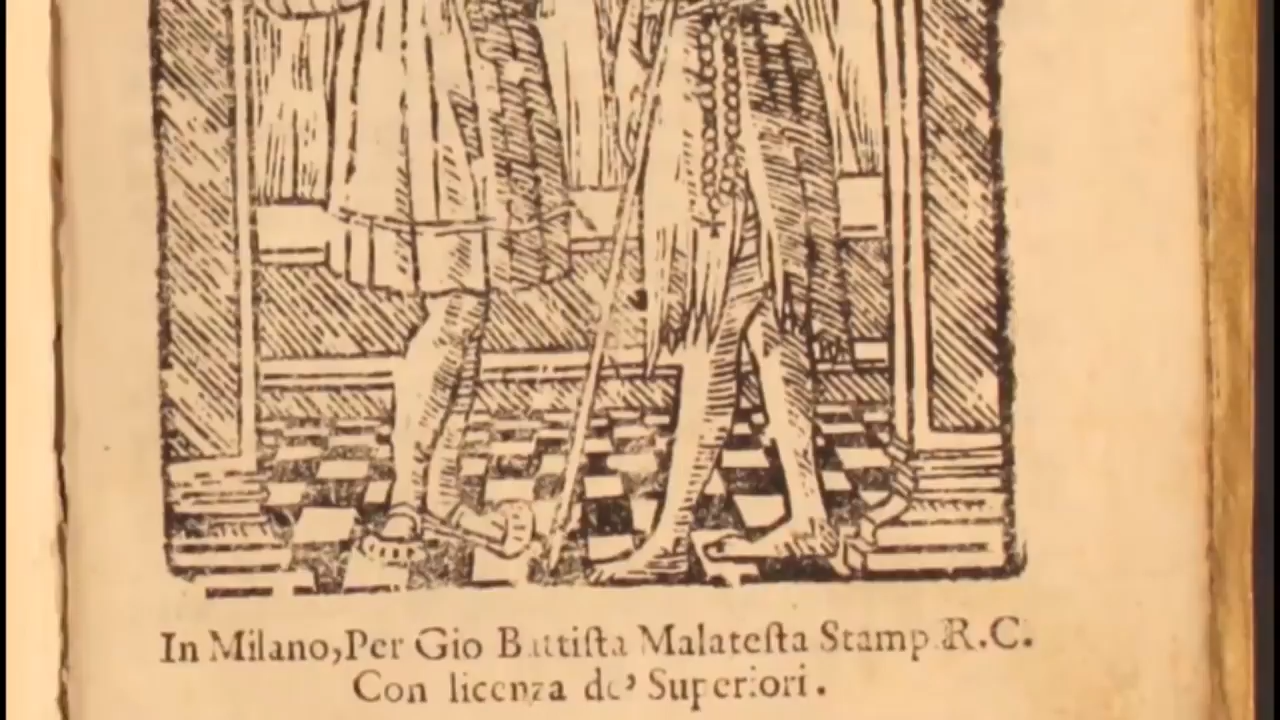 In Milano,Per Gio Battiſta Malateſta Stamp.R.C.
Con licenza de' Superiori.